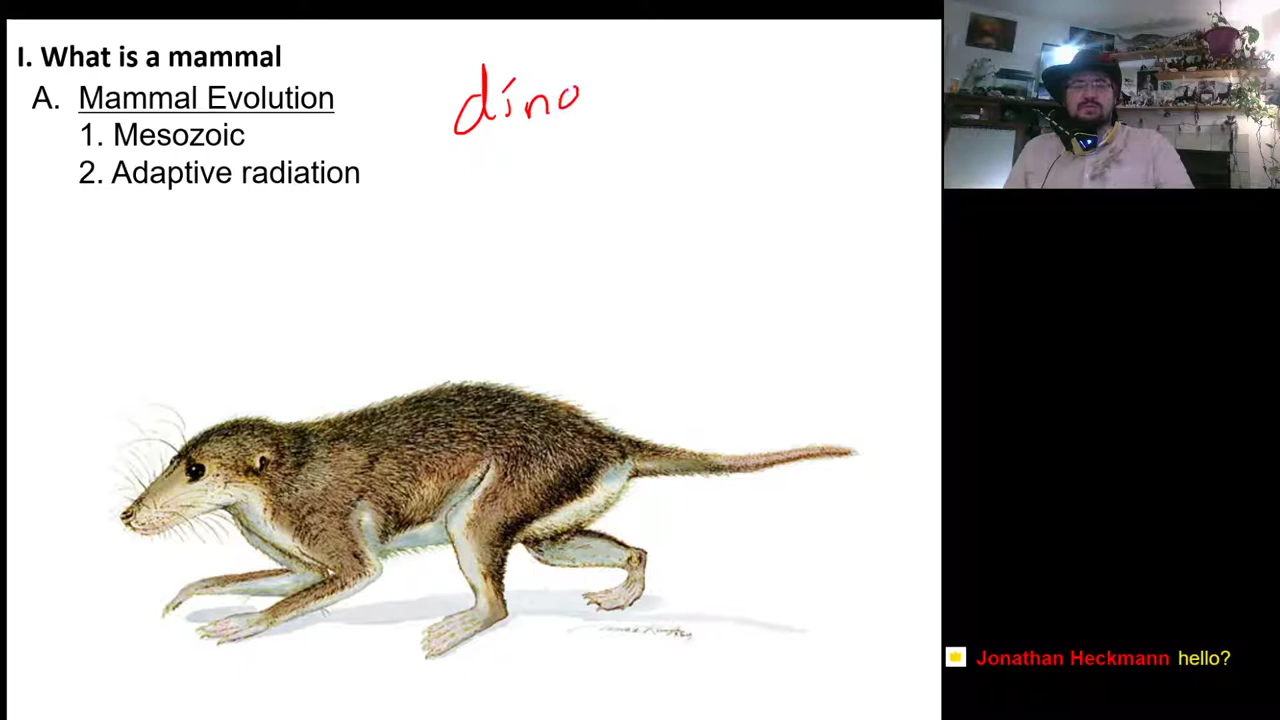 I. What is a mammal
A. Mammal Evolution
1. Mesozoic
2. Adaptive radiation
dino
Jonathan Heckmann hello?